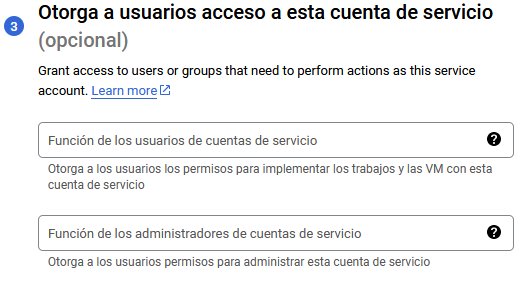 3
Otorga a usuarios acceso a esta cuenta de servicio
(opcional)
Grant access to users or groups that need to perform actions as this service
account. Learn more
Función de los usuarios de cuentas de servicio
?
Otorga a los usuarios los permisos para implementar los trabajos y las VM con esta
cuenta de servicio
Función de los administradores de cuentas de servicio
?
Otorga a los usuarios permisos para administrar esta cuenta de servicio